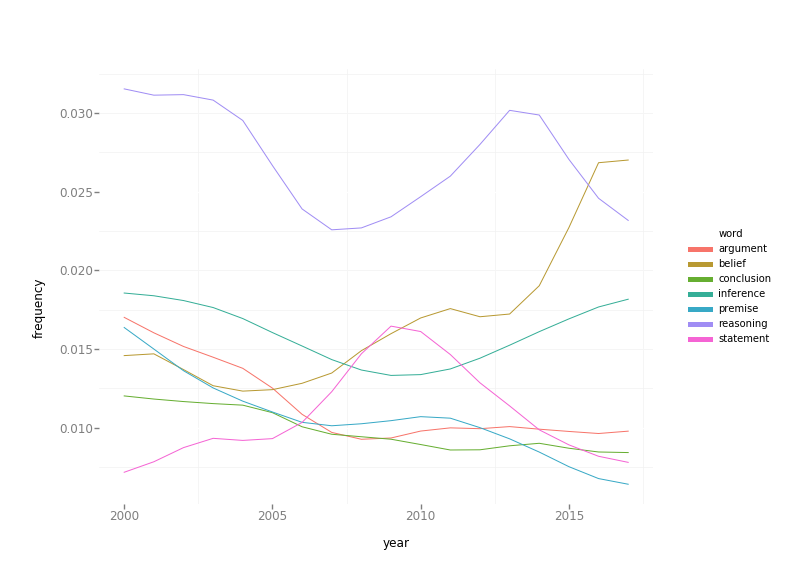 0.030
0.025
0.020
0.015
0.010
frequency
2000
2005
2010
2015
year
word
argument
belief
conclusion
inference
premise
reasoning
statement